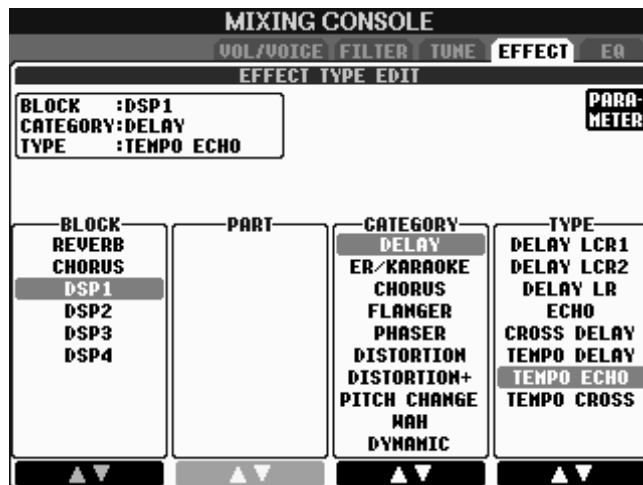 MIXING CONSOLE
VOL/VOICE FILTER TUNE EFFECT EQ
EFFECT TYPE EDIT
BLOCK :DSP1
CATEGORY:DELAY
TYPE :TEMPO ECHO
PARA-
METER
BLOCK
REVERB
CHORUS
DSP1
DSP2
DSP3
DSP4
PART
CATEGORY
DELAY
ER/KARAOKE
CHORUS
FLANGER
PHASER
DISTORTION
DISTORTION+
PITCH CHANGE
WAH
DYNAMIC
TYPE
DELAY LCR1
DELAY LCR2
DELAY LR
ECHO
CROSS DELAY
TEMPO DELAY
TEMPO ECHO
TEMPO CROSS